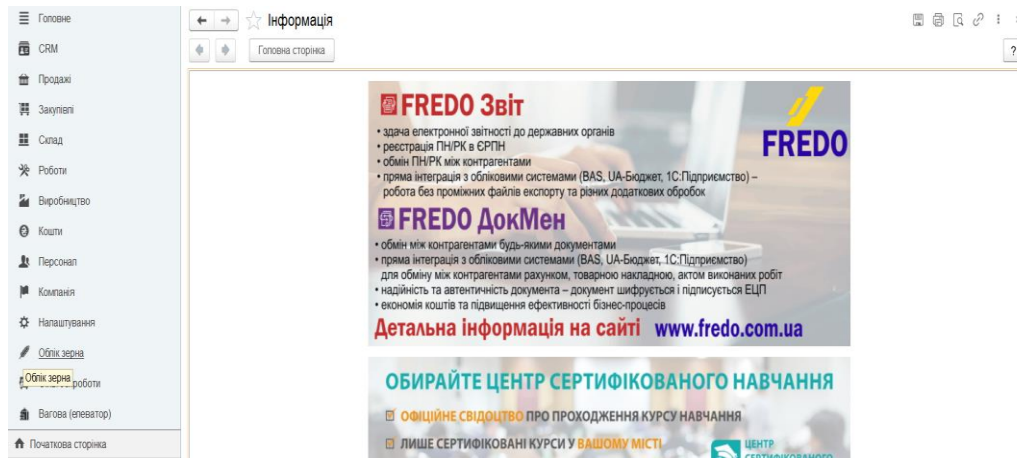 Головне
CRM
Продажі
Закупівлі
Склад
Роботи
Виробництво
Кошти
Персонал
Компанія
Налаштування
Облік зерна
Облік зерна
роботи
Вагова (елеватор)
Початкова сторінка
Інформація
Головна сторінка
?
FREDO Звіт
• здача електронної звітності до державних органів
• реєстрація ПН/РК в ЄРПН
• обмін ПН/РК між контрагентами
• пряма інтеграція з обліковими системами (BAS, UA-Бюджет, 1С:Підприємство) –
робота без проміжних файлів експорту та різних додаткових обробок
FREDO
FREDO ДокМен
• обмін між контрагентами будь-якими документами
• пряма інтеграція з обліковими системами (BAS, UA-Бюджет, 1С:Підприємство)
для обміну між контрагентами рахунком, товарною накладною, актом виконаних робіт
• надійність та автентичність документа – документ шифрується і підписується ЕЦП
• економія коштів та підвищення ефективності бізнес-процесів
Детальна інформація на сайті www.fredo.com.ua
ОБИРАЙТЕ ЦЕНТР СЕРТИФІКОВАНОГО НАВЧАННЯ
ОФІЦІЙНЕ СВІДОЦТВО ПРО ПРОХОДЖЕННЯ КУРСУ НАВЧАННЯ
ЛИШЕ СЕРТИФІКОВАНІ КУРСИ У ВАШОМУ МІСТІ
ЦЕНТР
СЕРТИФІКОВАНОГО